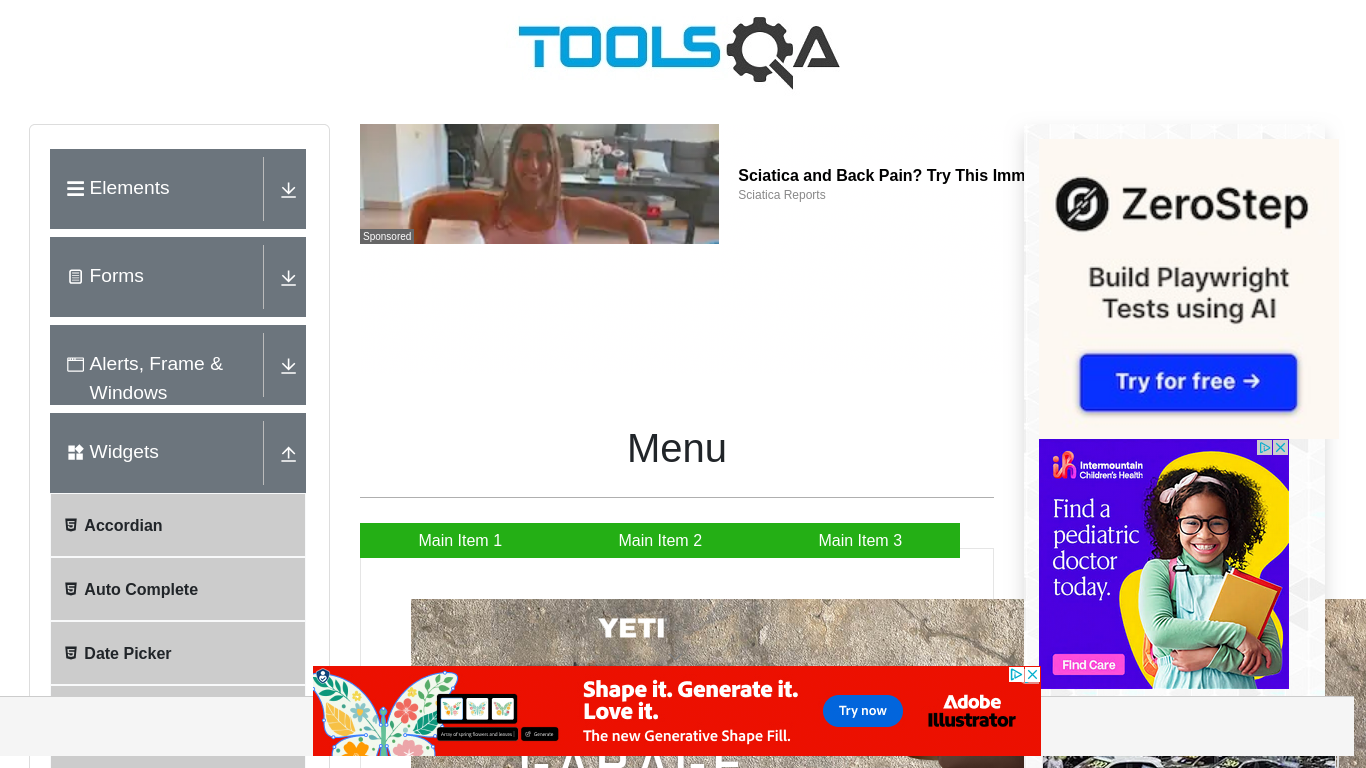 TOOLSQA
Elements
Forms
Alerts, Frame &
Windows
Widgets
Accordian
Auto Complete
Date Picker
Sponsored
Sciatica and Back Pain? Try This Imm
Sciatica Reports
Menu
Main Item 1
Main Item 2
Main Item 3
YETI
ZeroStep
Build Playwright
Tests using AI
Try for free →
Intermountain
Children's Health
Find a
pediatric
doctor
today.
Find Care
Array of spring flowers and leaves
Generate
Shape it. Generate it.
Love it.
The new Generative Shape Fill.
Try now
Adobe
Illustrator